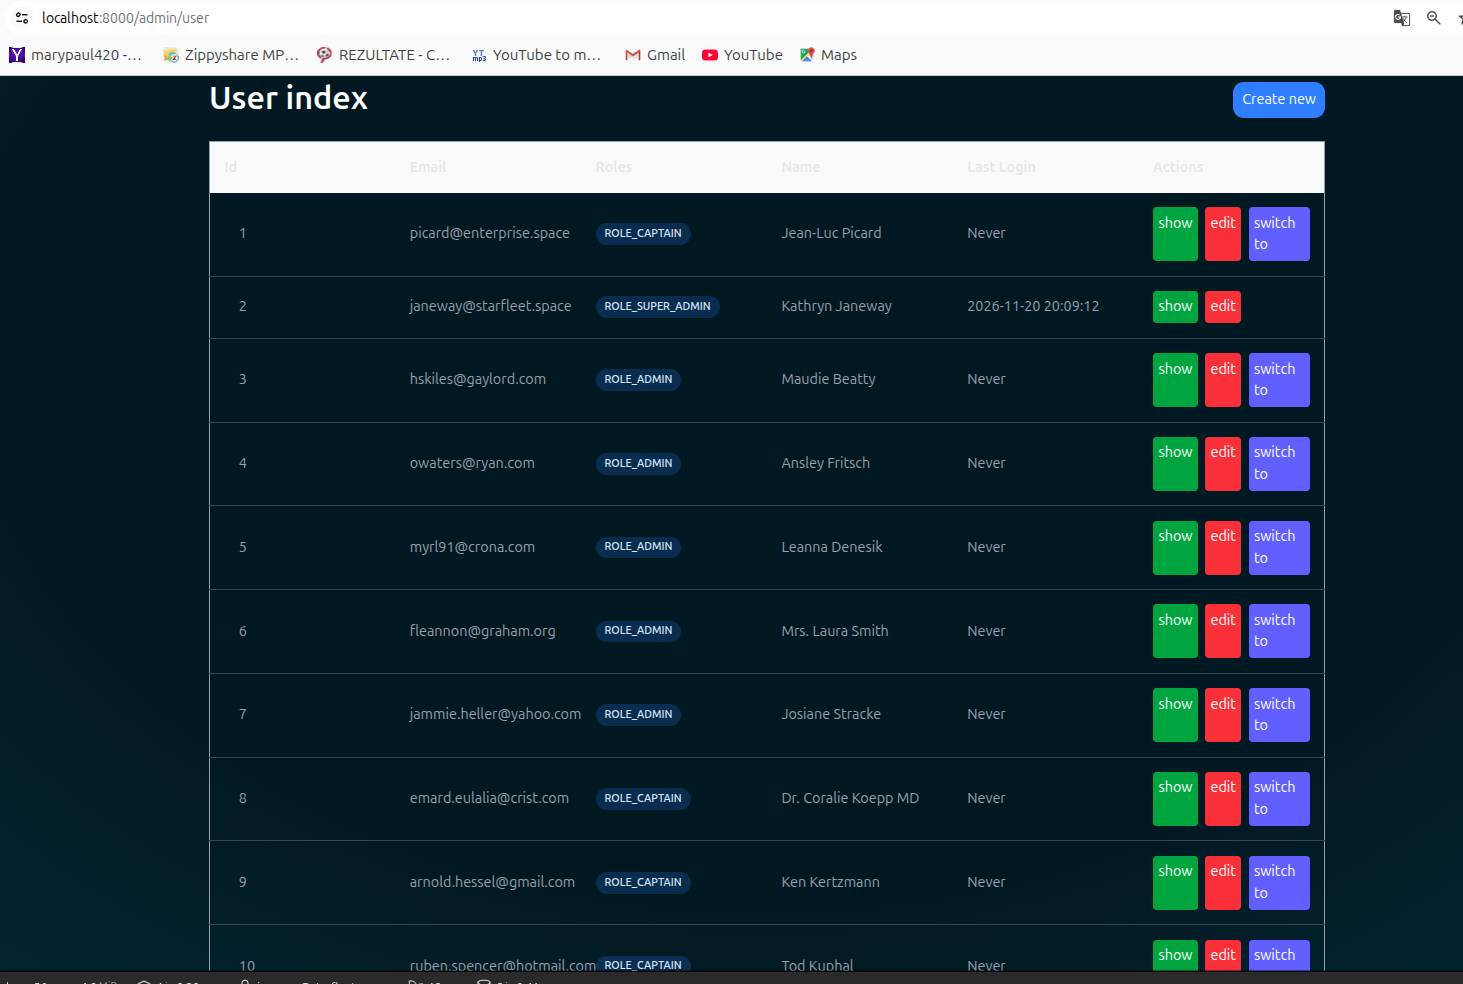 localhost:8000/admin/user
marypaul420 -... Zippyshare MP... REZULTATE - C... YouTube to m... Gmail YouTube Maps
User index
Create new
Id Email Roles Name Last Login Actions
1 picard@enterprise.space ROLE_CAPTAIN Jean-Luc Picard Never show edit switch to
2 janeway@starfleet.space ROLE_SUPER_ADMIN Kathryn Janeway 2026-11-20 20:09:12 show edit
3 hskiles@gaylord.com ROLE_ADMIN Maudie Beatty Never show edit switch to
4 owaters@ryan.com ROLE_ADMIN Ansley Fritsch Never show edit switch to
5 myrl91@crona.com ROLE_ADMIN Leanna Denesik Never show edit switch to
6 fleannon@graham.org ROLE_ADMIN Mrs. Laura Smith Never show edit switch to
7 jammie.heller@yahoo.com ROLE_ADMIN Josiane Stracke Never show edit switch to
8 emard.eulalia@crist.com ROLE_CAPTAIN Dr. Coralie Koepp MD Never show edit switch to
9 arnold.hessel@gmail.com ROLE_CAPTAIN Ken Kertzmann Never show edit switch to
10 ruben.spencer@hotmail.com ROLE_CAPTAIN Tod Kuphal Never show edit switch